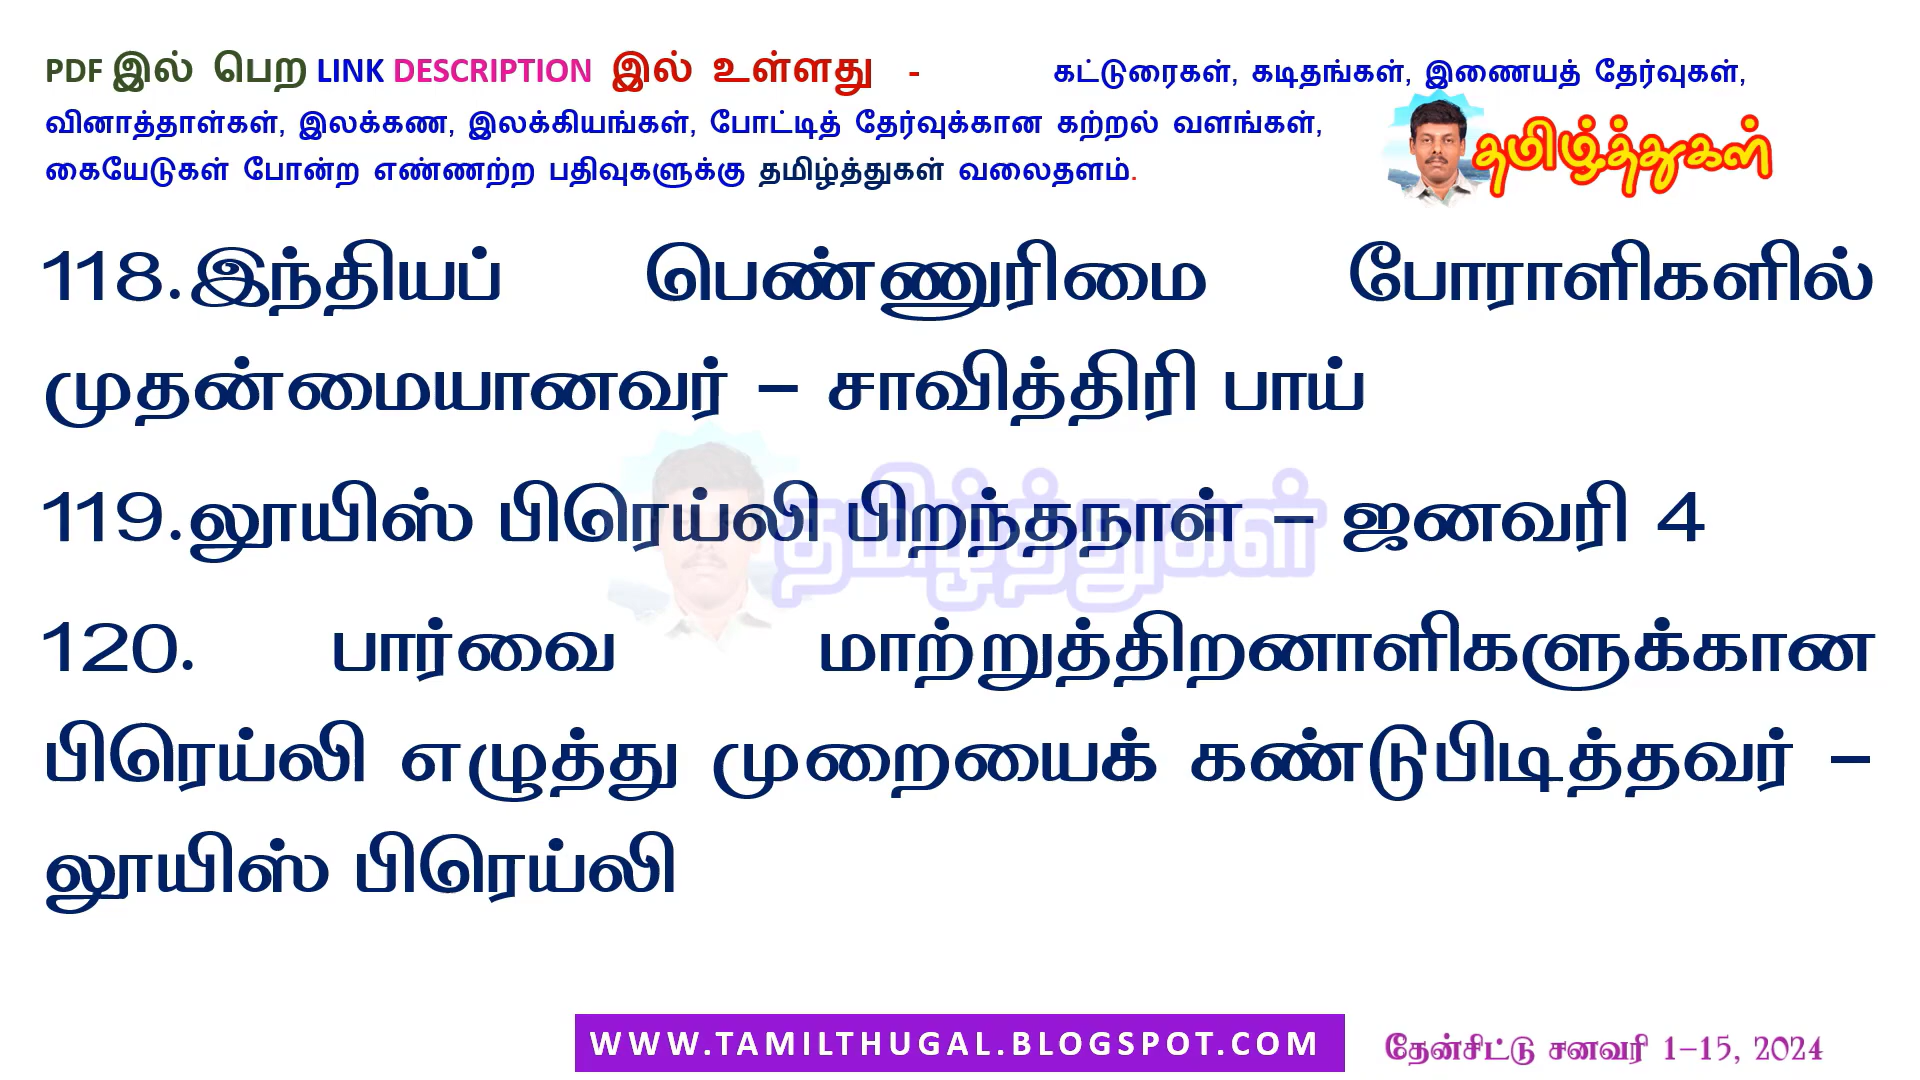 PDF இல் பெற LINK DESCRIPTION இல் உள்ளது - கட்டுரைகள், கடிதங்கள், இணையத் தேர்வுகள்,
வினாத்தாள்கள், இலக்கண, இலக்கியங்கள், போட்டித் தேர்வுக்கான கற்றல் வளங்கள்,
கையேடுகள் போன்ற எண்ணற்ற பதிவுகளுக்கு தமிழ்த்துகள் வலைதளம்.
தமிழ்த்துகள்
118.இந்தியப் பெண்ணுரிமை போராளிகளில்
முதன்மையானவர் – சாவித்திரி பாய்
119.லூயிஸ் பிரெய்லி பிறந்தநாள் – ஜனவரி 4
தமிழ்த்துகள்
120. பார்வை மாற்றுத்திறனாளிகளுக்கான
பிரெய்லி எழுத்து முறையைக் கண்டுபிடித்தவர் –
லூயிஸ் பிரெய்லி
WWW.TAMILTHUGAL.BLOGSPOT.COM
தேன்சிட்டு சனவரி 1–15, 2024